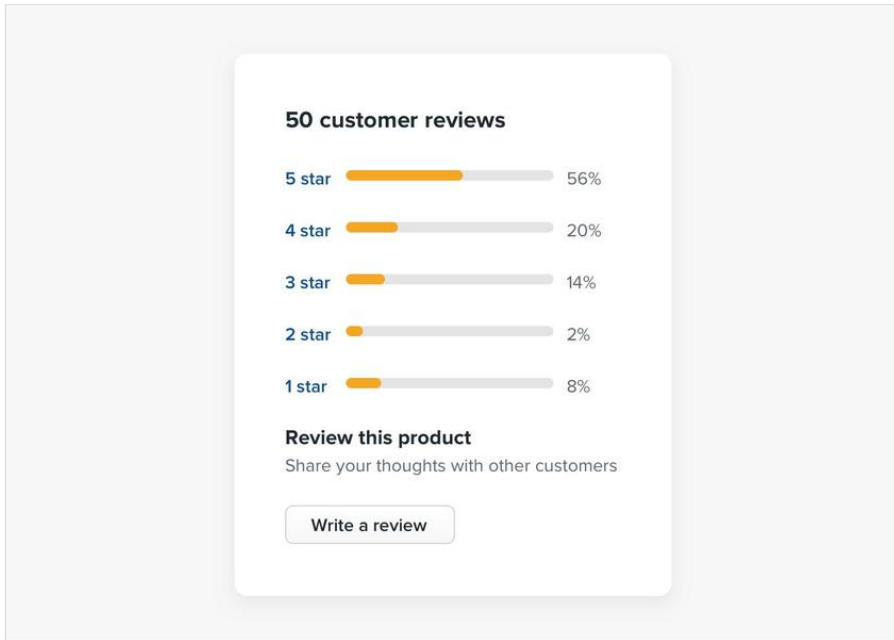 50 customer reviews
5 star 56%
4 star 20%
3 star 14%
2 star 2%
1 star 8%
Review this product
Share your thoughts with other customers
Write a review